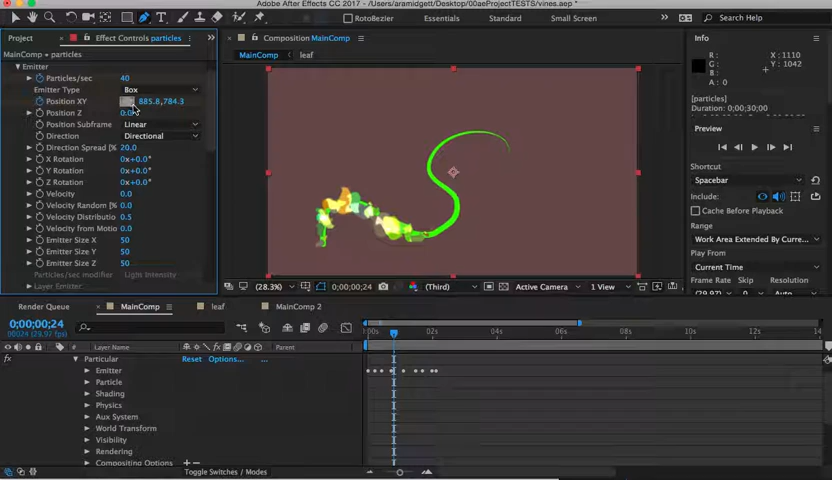 Adobe After Effects CC 2017 - /Users/aramidgett/Desktop/00aeProjectTESTS/vines.aep *
RotoBezier
Essentials
Standard
Small Screen
Search Help
Project
Effect Controls particles
Composition MainComp
MainComp • particles
MainComp
leaf
Emitter
Particles/sec 40
Emitter Type Box
Position XY 885.8,784.3
Position Z 0.0
Position Subframe Linear
Direction Directional
Direction Spread [% 20.0
X Rotation 0x+0.0°
Y Rotation 0x+0.0°
Z Rotation 0x+0.0°
Velocity 0.0
Velocity Random [% 0.0
Velocity Distributio 0.5
Velocity from Motion 0.0
Emitter Size X 50
Emitter Size Y 50
Emitter Size Z 50
Particles/sec modifier Light Intensity
Layer Emitter
(28.3%)
0;00;00;24
(Third)
Active Camera
1 View
Info
R :
G :
B :
A : 0
X : 1110
Y : 1042
[particles]
Duration: 0;00;30;00
Preview
Shortcut
Spacebar
Include:
Cache Before Playback
Range
Work Area Extended By Curre...
Play From
Current Time
Frame Rate Skip Resolution
(29.97) 0 Auto
Render Queue
MainComp
leaf
MainComp 2
0;00;00;24
00024 (29.97 fps)
Layer Name
Parent
:00s
02s
04s
06s
08s
10s
12s
14
fx
Particular
Reset
Options...
...
Emitter
Particle
Shading
Physics
Aux System
World Transform
Visibility
Rendering
Compositing Options
Toggle Switches / Modes